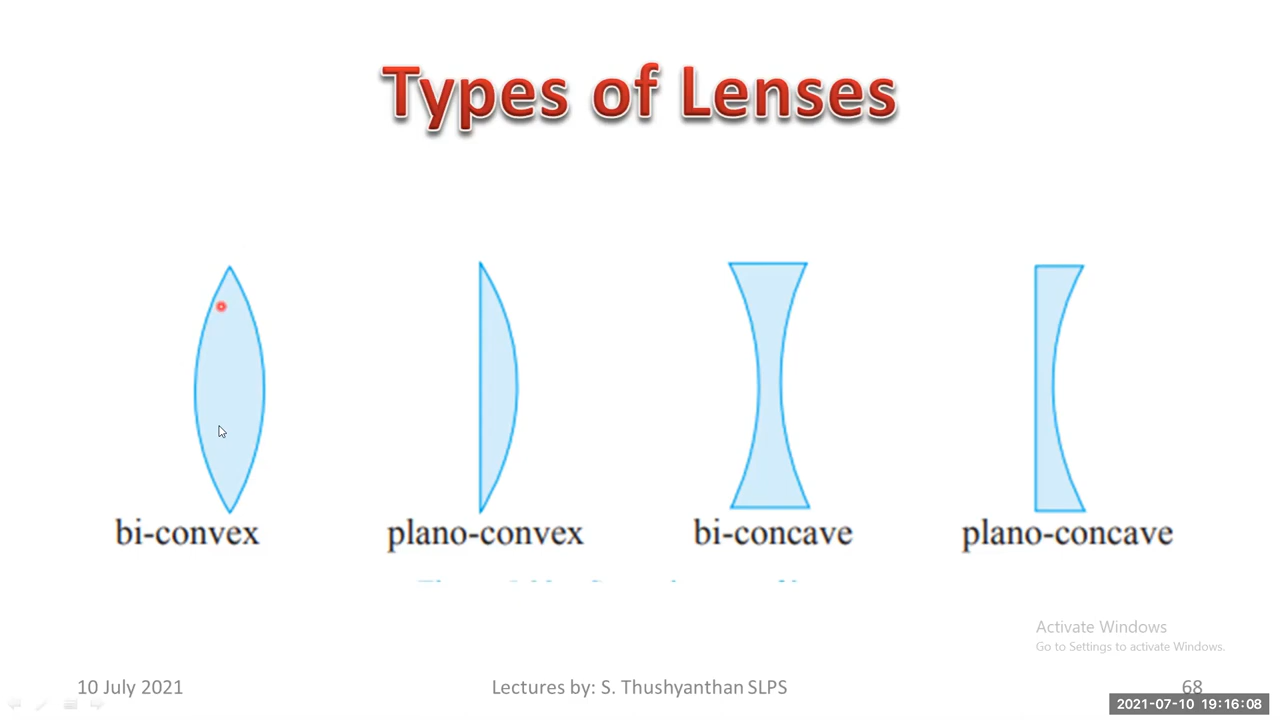 Types of Lenses
bi-convex
plano-convex
bi-concave
plano-concave
Activate Windows
Go to Settings to activate Windows.
10 July 2021
Lectures by: S. Thushyanthan SLPS
68
2021-07-10 19:16:08